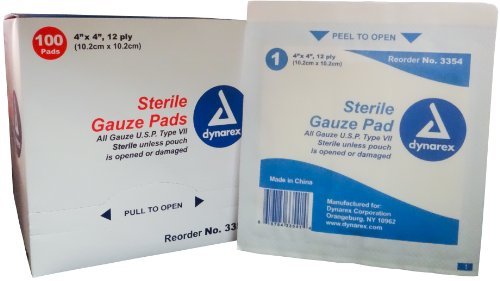 100
Pads
4"x 4", 12 ply
(10.2cm x 10.2cm)
Sterile
Gauze Pads
All Gauze U.S.P. Type VII
Sterile unless pouch
is opened or damaged
dynarex
PULL TO OPEN
Reorder No. 335
PEEL TO OPEN
1
4"x 4", 12 ply
(10.2cm x 10.2cm)
Reorder No. 3354
Sterile
Gauze Pad
All Gauze U.S.P. Type VII
Sterile unless pouch
is opened or damaged
dynarex
Made in China
Manufactured for:
Dynarex Corporation
Orangeburg, NY 10962
www.dynarex.com
1